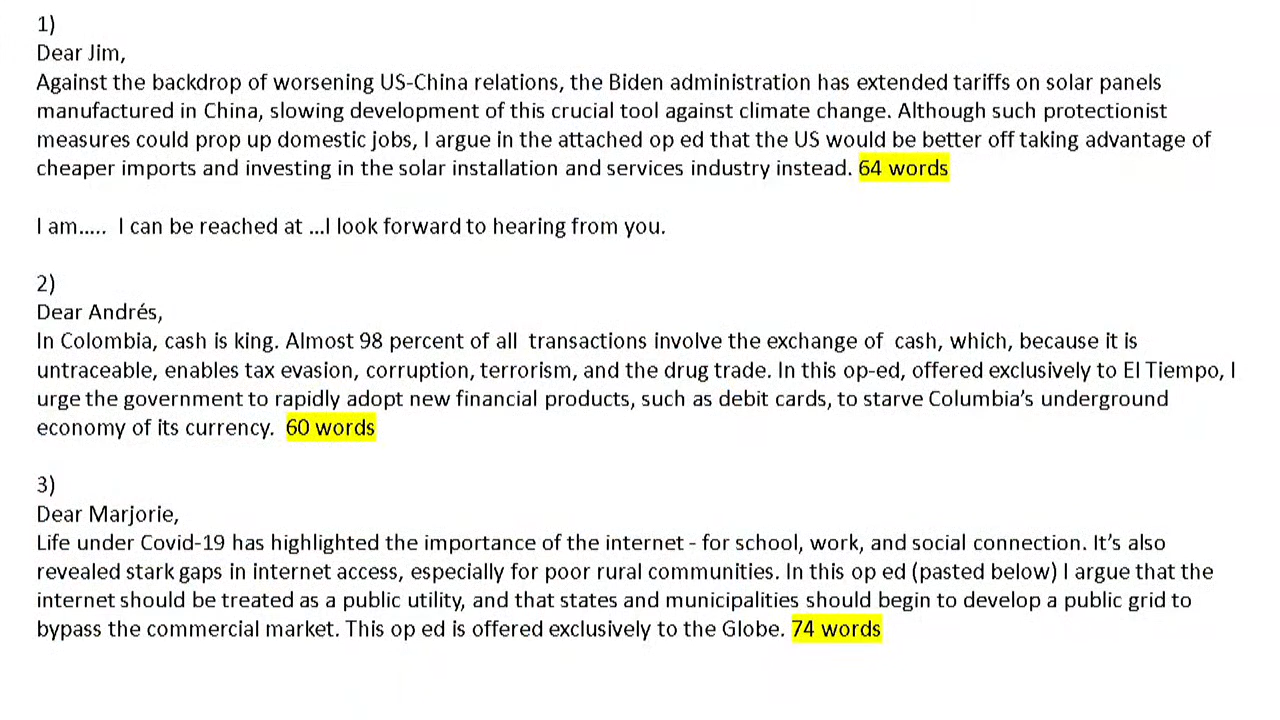 1)
Dear Jim,
Against the backdrop of worsening US-China relations, the Biden administration has extended tariffs on solar panels
manufactured in China, slowing development of this crucial tool against climate change. Although such protectionist
measures could prop up domestic jobs, I argue in the attached op ed that the US would be better off taking advantage of
cheaper imports and investing in the solar installation and services industry instead. 64 words
I am..... I can be reached at ...I look forward to hearing from you.
2)
Dear Andrés,
In Colombia, cash is king. Almost 98 percent of all transactions involve the exchange of cash, which, because it is
untraceable, enables tax evasion, corruption, terrorism, and the drug trade. In this op-ed, offered exclusively to El Tiempo, I
urge the government to rapidly adopt new financial products, such as debit cards, to starve Columbia's underground
economy of its currency. 60 words
3)
Dear Marjorie,
Life under Covid-19 has highlighted the importance of the internet - for school, work, and social connection. It's also
revealed stark gaps in internet access, especially for poor rural communities. In this op ed (pasted below) I argue that the
internet should be treated as a public utility, and that states and municipalities should begin to develop a public grid to
bypass the commercial market. This op ed is offered exclusively to the Globe. 74 words